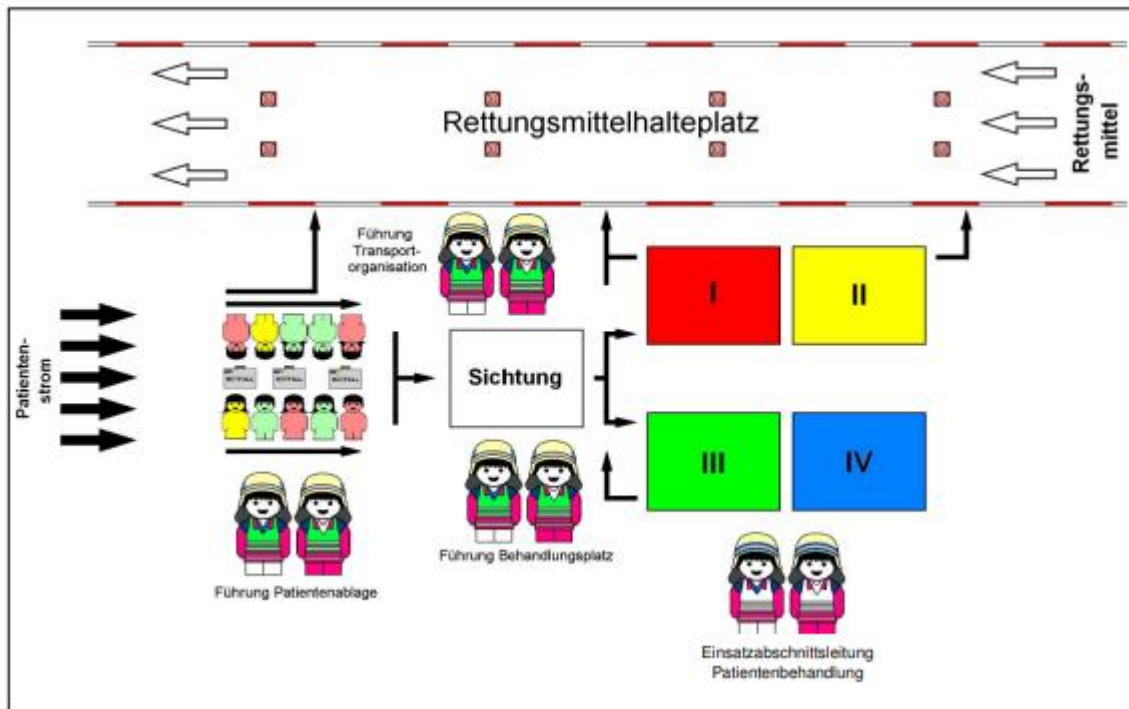 Rettungsmittelhalteplatz
Rettungs-
mittel
Führung
Transport-
organisation
I
II
Patienten-
strom
Sichtung
III
IV
Führung Behandlungsplatz
Führung Patientenablage
Einsatzabschnittsleitung
Patientenbehandlung